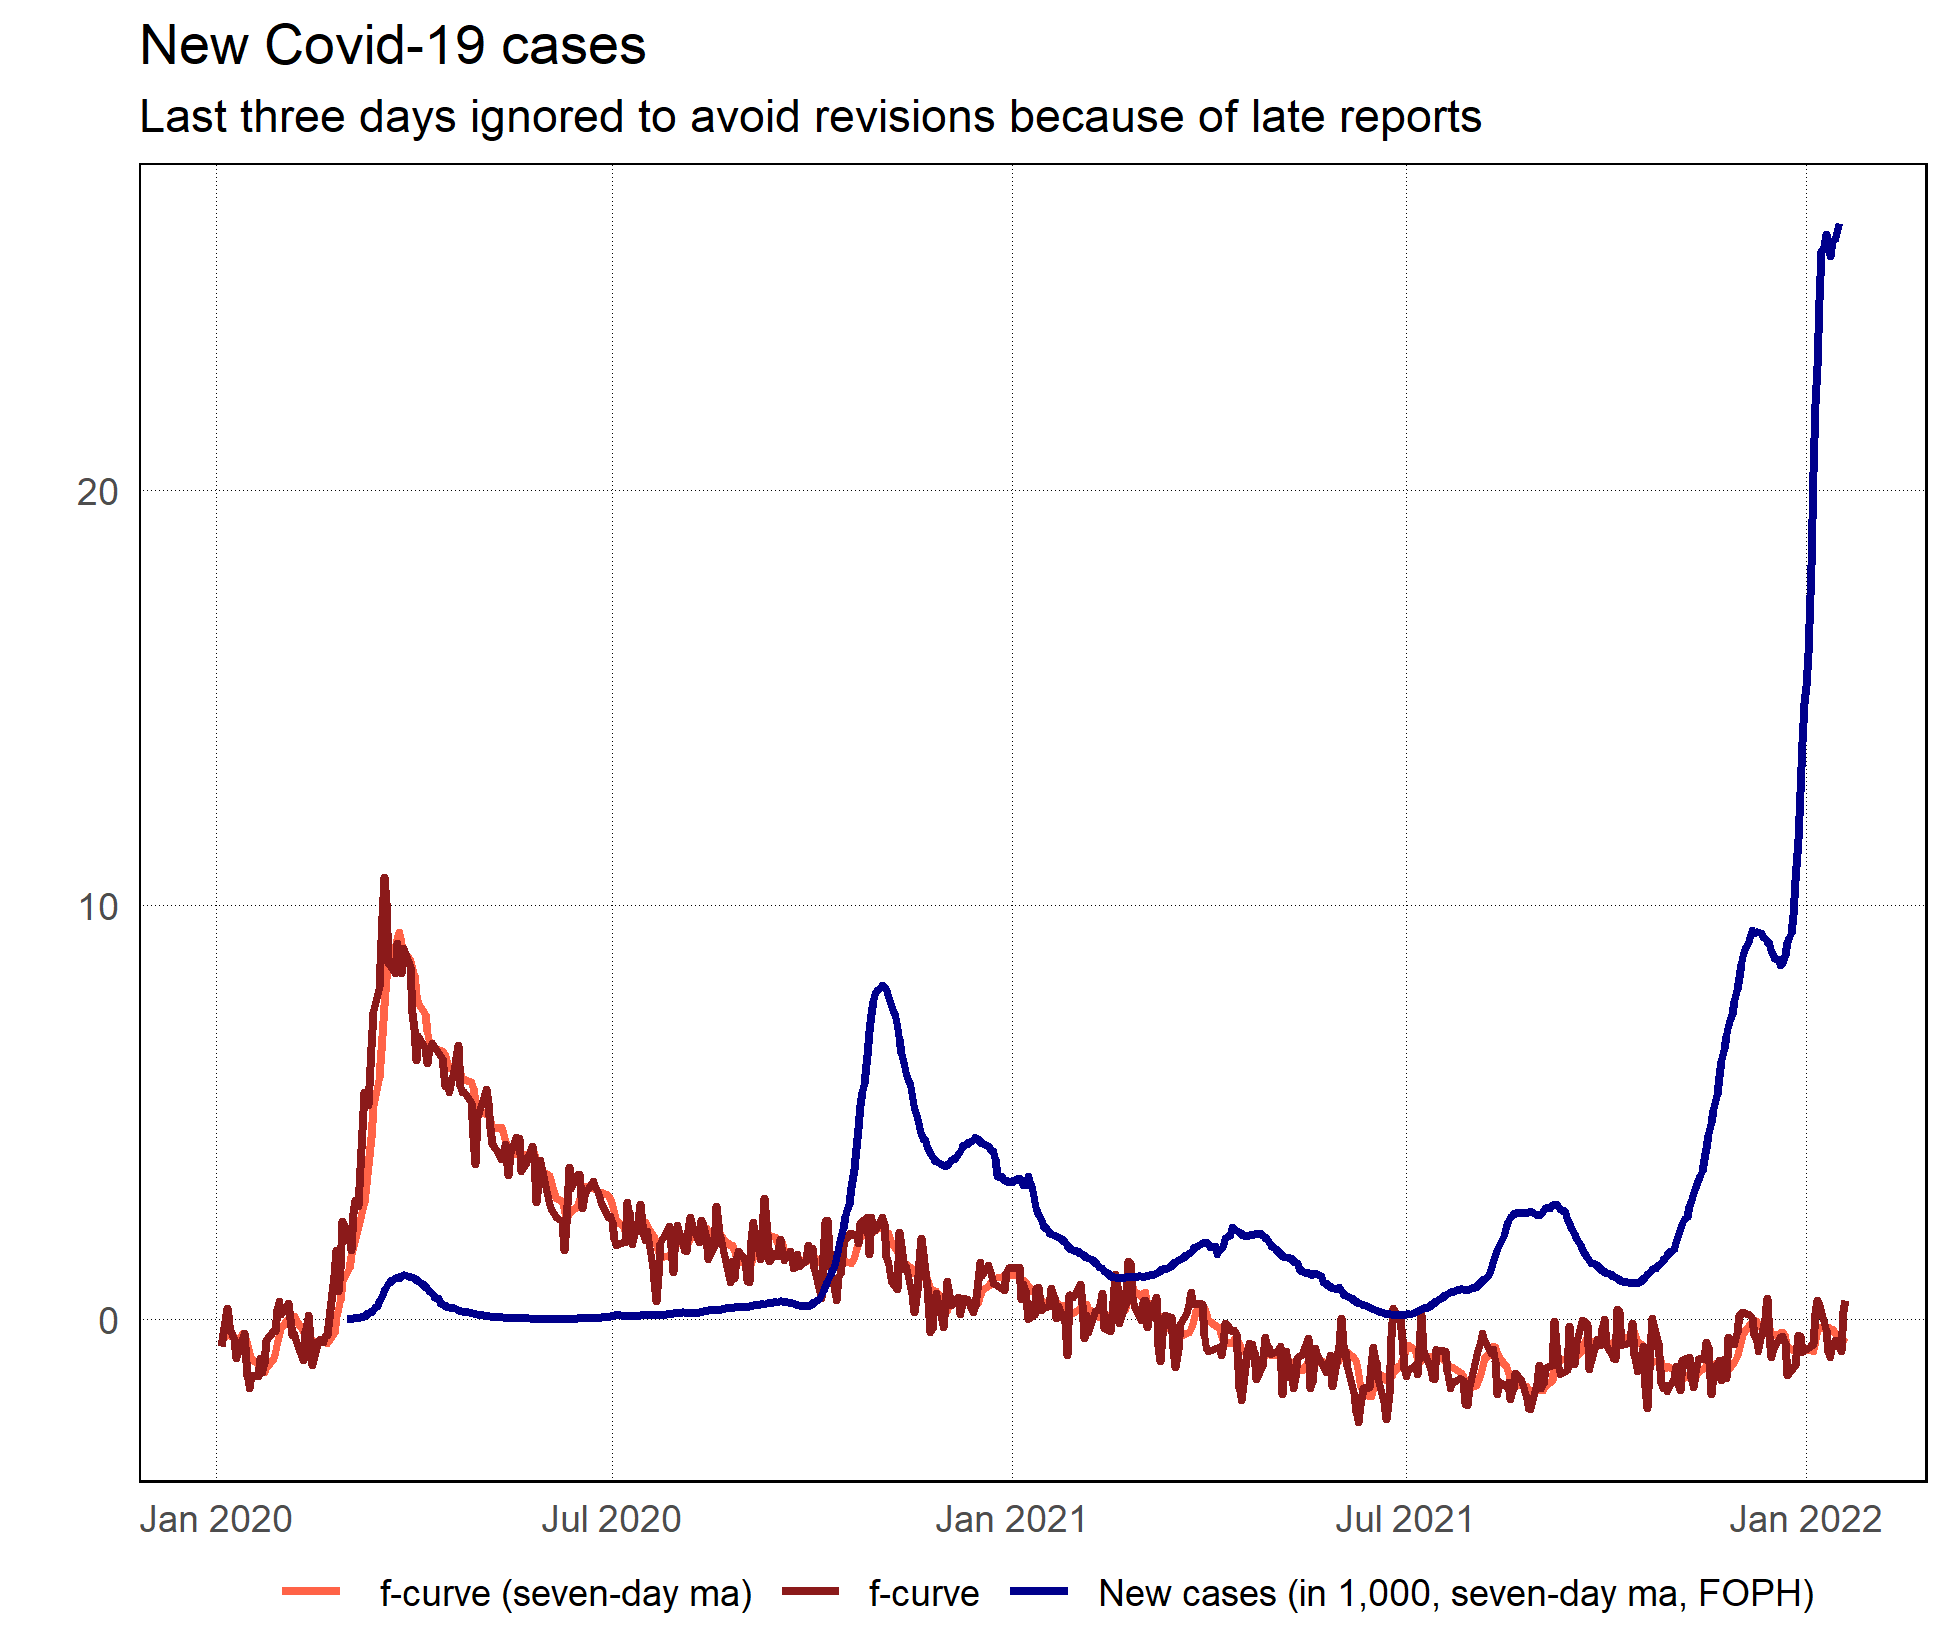 New Covid-19 cases
Last three days ignored to avoid revisions because of late reports
20
10
0
Jan 2020 Jul 2020 Jan 2021 Jul 2021 Jan 2022
f-curve (seven-day ma) f-curve New cases (in 1,000, seven-day ma, FOPH)